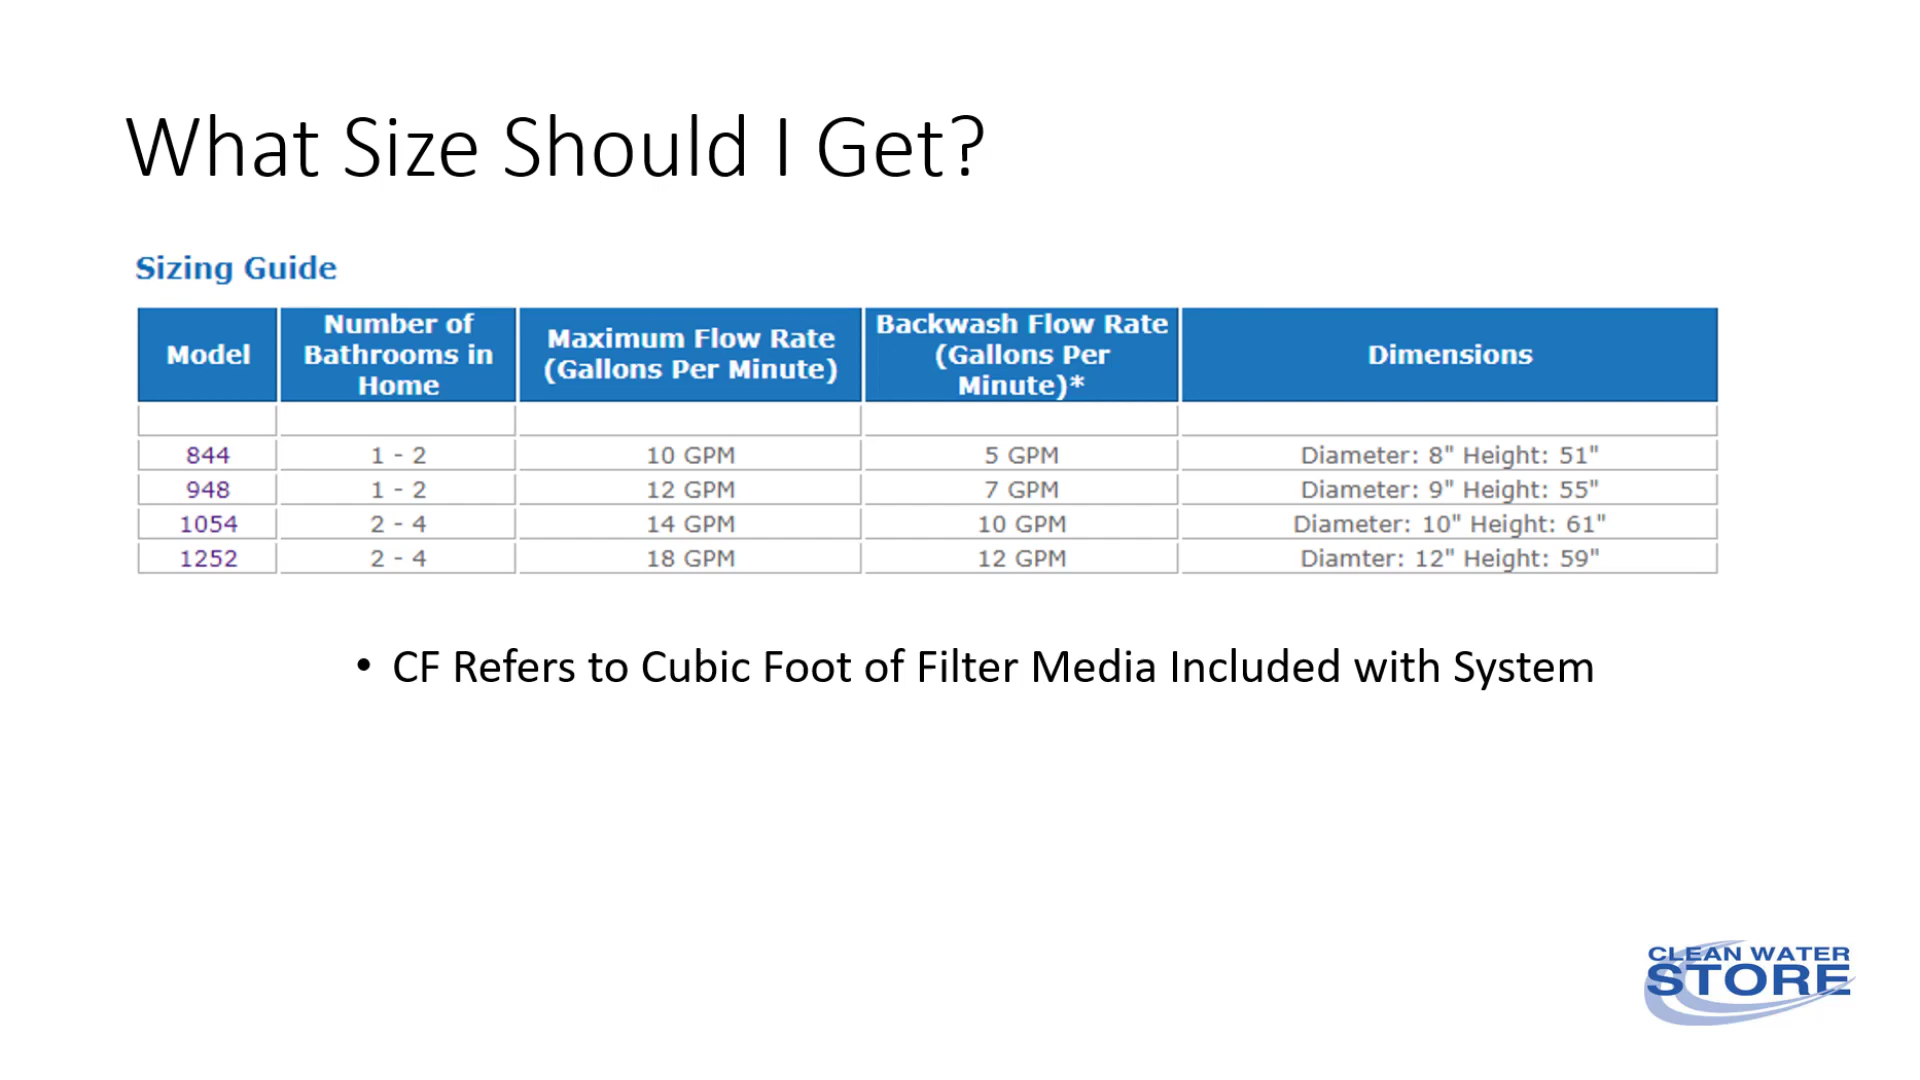 What Size Should I Get?
Sizing Guide
Model
Number of
Bathrooms in
Home
Maximum Flow Rate
(Gallons Per Minute)
Backwash Flow Rate
(Gallons Per
Minute)*
Dimensions
844 1 - 2 10 GPM 5 GPM Diameter: 8" Height: 51"
948 1 - 2 12 GPM 7 GPM Diameter: 9" Height: 55"
1054 2 - 4 14 GPM 10 GPM Diameter: 10" Height: 61"
1252 2 - 4 18 GPM 12 GPM Diamter: 12" Height: 59"
• CF Refers to Cubic Foot of Filter Media Included with System
CLEAN WATER
STORE